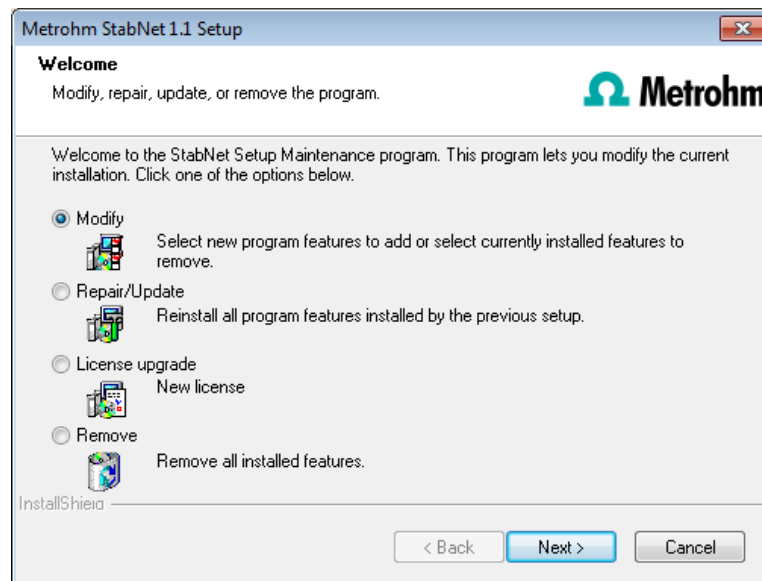 Metrohm StabNet 1.1 Setup
Welcome
Modify, repair, update, or remove the program.
Metrohm
Welcome to the StabNet Setup Maintenance program. This program lets you modify the current
installation. Click one of the options below.
Modify
Select new program features to add or select currently installed features to
remove.
Repair/Update
Reinstall all program features installed by the previous setup.
License upgrade
New license
Remove
Remove all installed features.
InstallShield
< Back
Next >
Cancel